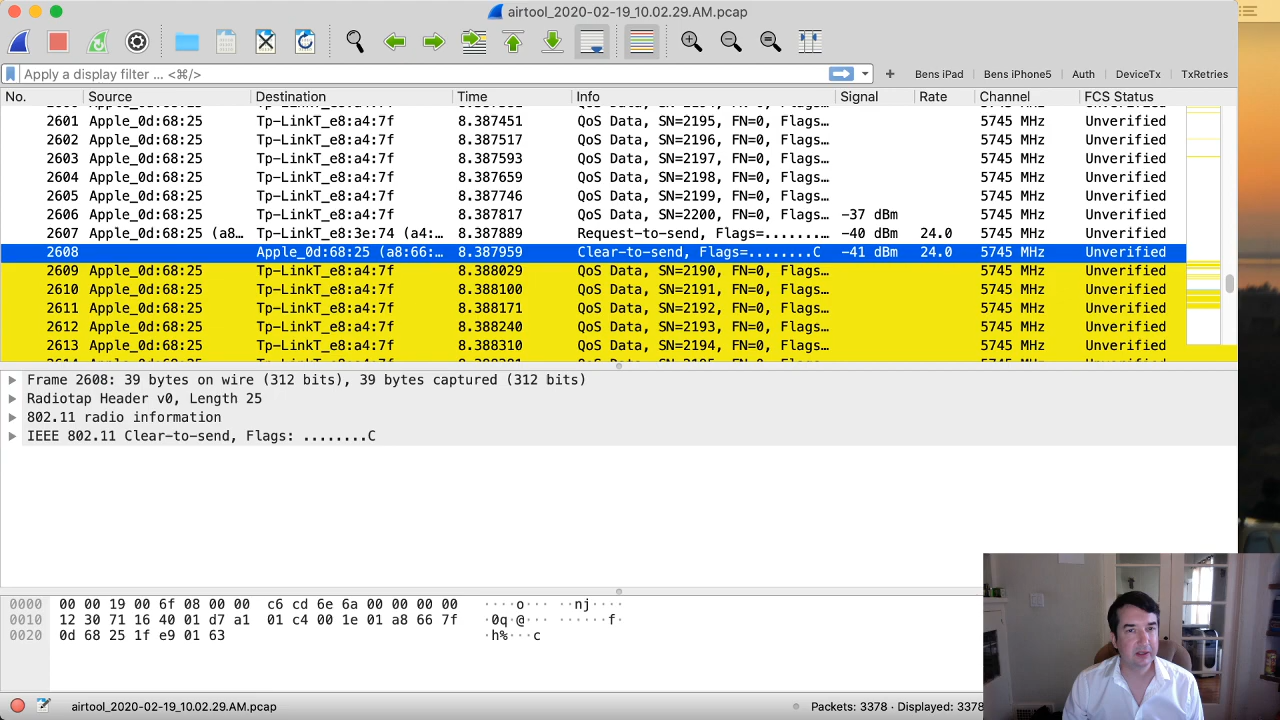 airtool_2020-02-19_10.02.29.AM.pcap
Apply a display filter … <⌘/>
+ Bens iPad Bens iPhone5 Auth DeviceTx TxRetries
No. Source Destination Time Info Signal Rate Channel FCS Status
2601 Apple_0d:68:25 Tp-LinkT_e8:a4:7f 8.387451 QoS Data, SN=2195, FN=0, Flags… 5745 MHz Unverified
2602 Apple_0d:68:25 Tp-LinkT_e8:a4:7f 8.387517 QoS Data, SN=2196, FN=0, Flags… 5745 MHz Unverified
2603 Apple_0d:68:25 Tp-LinkT_e8:a4:7f 8.387593 QoS Data, SN=2197, FN=0, Flags… 5745 MHz Unverified
2604 Apple_0d:68:25 Tp-LinkT_e8:a4:7f 8.387659 QoS Data, SN=2198, FN=0, Flags… 5745 MHz Unverified
2605 Apple_0d:68:25 Tp-LinkT_e8:a4:7f 8.387746 QoS Data, SN=2199, FN=0, Flags… 5745 MHz Unverified
2606 Apple_0d:68:25 Tp-LinkT_e8:a4:7f 8.387817 QoS Data, SN=2200, FN=0, Flags… -37 dBm 5745 MHz Unverified
2607 Apple_0d:68:25 (a8… Tp-LinkT_e8:3e:74 (a4:… 8.387889 Request-to-send, Flags=.......… -40 dBm 24.0 5745 MHz Unverified
2608 Apple_0d:68:25 (a8:66:… 8.387959 Clear-to-send, Flags=........C -41 dBm 24.0 5745 MHz Unverified
2609 Apple_0d:68:25 Tp-LinkT_e8:a4:7f 8.388029 QoS Data, SN=2190, FN=0, Flags… 5745 MHz Unverified
2610 Apple_0d:68:25 Tp-LinkT_e8:a4:7f 8.388100 QoS Data, SN=2191, FN=0, Flags… 5745 MHz Unverified
2611 Apple_0d:68:25 Tp-LinkT_e8:a4:7f 8.388171 QoS Data, SN=2192, FN=0, Flags… 5745 MHz Unverified
2612 Apple_0d:68:25 Tp-LinkT_e8:a4:7f 8.388240 QoS Data, SN=2193, FN=0, Flags… 5745 MHz Unverified
2613 Apple_0d:68:25 Tp-LinkT_e8:a4:7f 8.388310 QoS Data, SN=2194, FN=0, Flags… 5745 MHz Unverified
Frame 2608: 39 bytes on wire (312 bits), 39 bytes captured (312 bits)
Radiotap Header v0, Length 25
802.11 radio information
IEEE 802.11 Clear-to-send, Flags: ........C
0000 00 00 19 00 6f 08 00 00 c6 cd 6e 6a 00 00 00 00 ····o··· ··nj····
0010 12 30 71 16 40 01 d7 a1 01 c4 00 1e 01 a8 66 7f ·0q·@··· ······f·
0020 0d 68 25 1f e9 01 63 ·h%···c
airtool_2020-02-19_10.02.29.AM.pcap Packets: 3378 · Displayed: 3378